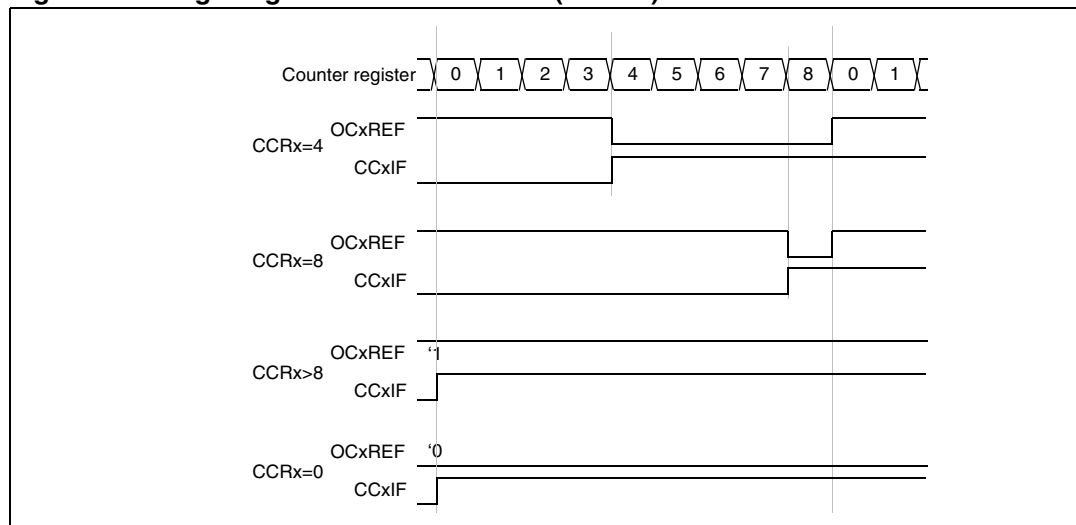 Counter register 0 1 2 3 4 5 6 7 8 0 1
OCxREF
CCRx=4
CCxIF
OCxREF
CCRx=8
CCxIF
OCxREF ‘1
CCRx>8
CCxIF
OCxREF ‘0
CCRx=0
CCxIF